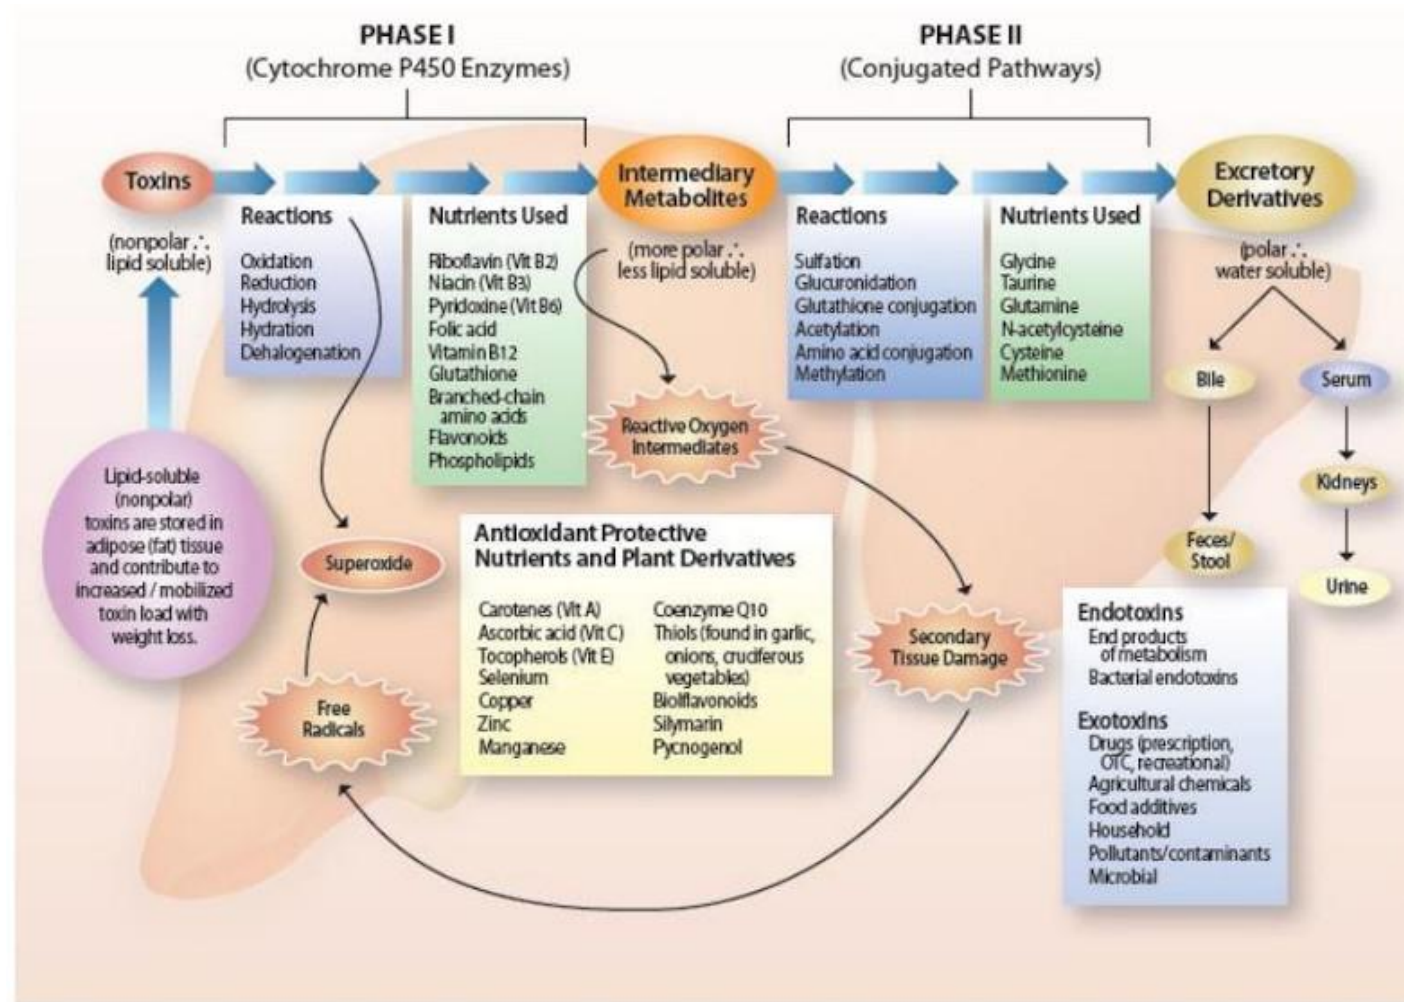 PHASE I
(Cytochrome P450 Enzymes)
PHASE II
(Conjugated Pathways)
Toxins
(nonpolar ∴
lipid soluble)
Reactions
Oxidation
Reduction
Hydrolysis
Hydration
Dehalogenation
Nutrients Used
Riboflavin (Vit B2)
Niacin (Vit B3)
Pyridoxine (Vit B6)
Folic acid
Vitamin B12
Glutathione
Branched-chain
amino acids
Flavonoids
Phospholipids
Intermediary
Metabolites
(more polar ∴
less lipid soluble)
Reactions
Sulfation
Glucuronidation
Glutathione conjugation
Acetylation
Amino acid conjugation
Methylation
Nutrients Used
Glycine
Taurine
Glutamine
N-acetylcysteine
Cysteine
Methionine
Excretory
Derivatives
(polar ∴
water soluble)
Bile
Serum
Kidneys
Feces/
Stool
Urine
Reactive Oxygen
Intermediates
Lipid-soluble
(nonpolar)
toxins are stored in
adipose (fat) tissue
and contribute to
increased / mobilized
toxin load with
weight loss.
Superoxide
Free
Radicals
Antioxidant Protective
Nutrients and Plant Derivatives
Carotenes (Vit A)
Ascorbic acid (Vit C)
Tocopherols (Vit E)
Selenium
Copper
Zinc
Manganese
Coenzyme Q10
Thiols (found in garlic,
onions, cruciferous
vegetables)
Biolflavonoids
Silymarin
Pycnogenol
Secondary
Tissue Damage
Endotoxins
End products
of metabolism
Bacterial endotoxins
Exotoxins
Drugs (prescription,
OTC, recreational)
Agricultural chemicals
Food additives
Household
Pollutants/contaminants
Microbial